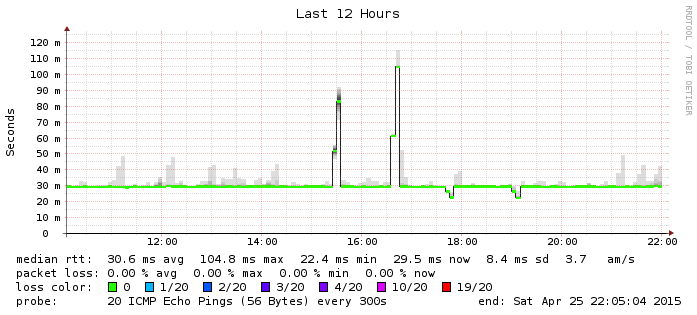 Last 12 Hours
RRDTOOL / TOBI OETIKER
Seconds
120 m
110 m
100 m
90 m
80 m
70 m
60 m
50 m
40 m
30 m
20 m
10 m
0
12:00 14:00 16:00 18:00 20:00 22:00
median rtt: 30.6 ms avg 104.8 ms max 22.4 ms min 29.5 ms now 8.4 ms sd 3.7 am/s
packet loss: 0.00 % avg 0.00 % max 0.00 % min 0.00 % now
loss color: 0 1/20 2/20 3/20 4/20 10/20 19/20
probe: 20 ICMP Echo Pings (56 Bytes) every 300s end: Sat Apr 25 22:05:04 2015